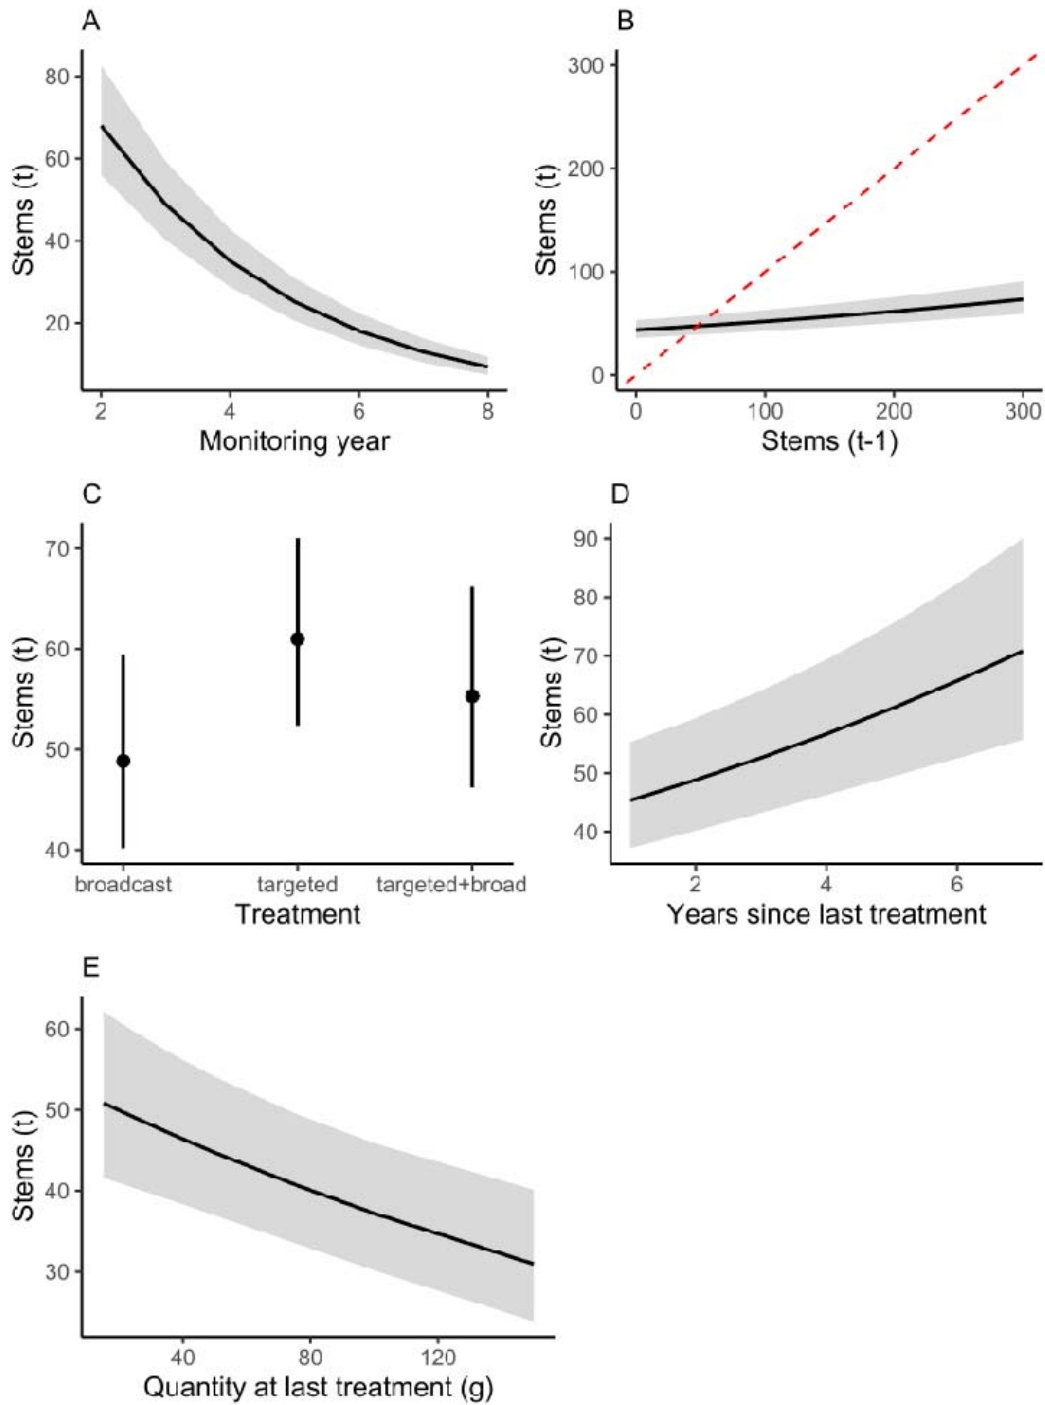 A
80
60
40
20
Stems (t)
2 4 6 8
Monitoring year
B
300
200
100
0
Stems (t)
0 100 200 300
Stems (t-1)
C
70
60
50
40
Stems (t)
broadcast targeted targeted+broad
Treatment
D
90
80
70
60
50
40
Stems (t)
2 4 6
Years since last treatment
E
60
50
40
30
Stems (t)
40 80 120
Quantity at last treatment (g)